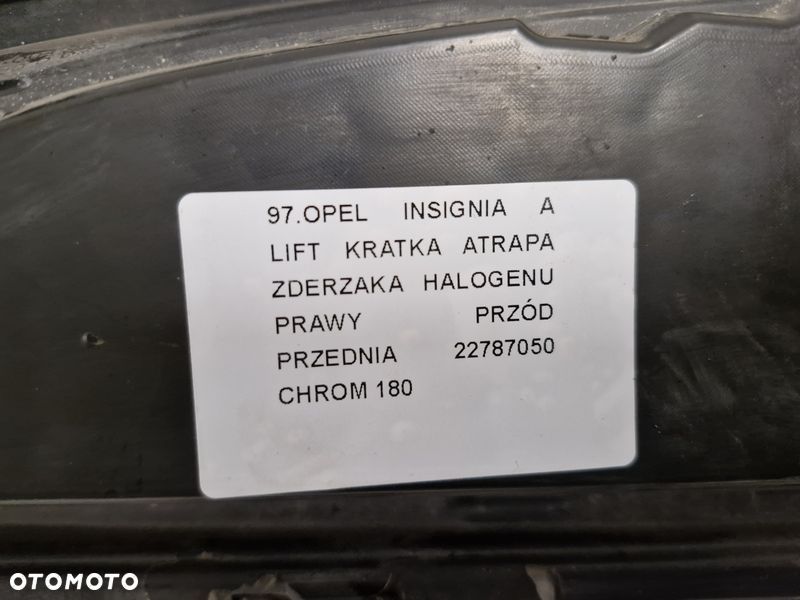 97.OPEL INSIGNIA A
LIFT KRATKA ATRAPA
ZDERZAKA HALOGENU
PRAWY PRZÓD
PRZEDNIA 22787050
CHROM 180
OTOMOTO